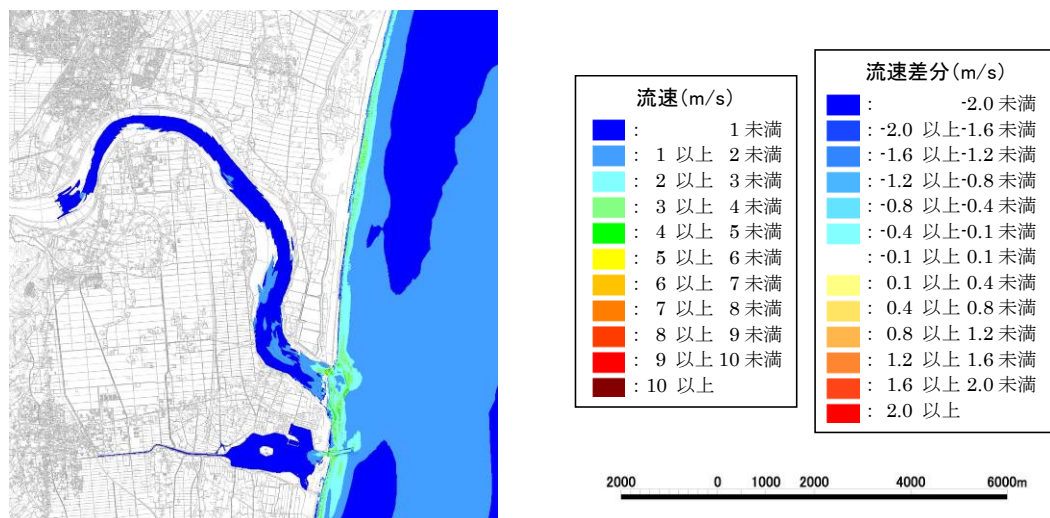 流速(m/s)
: 1 未満
: 1 以上 2 未満
: 2 以上 3 未満
: 3 以上 4 未満
: 4 以上 5 未満
: 5 以上 6 未満
: 6 以上 7 未満
: 7 以上 8 未満
: 8 以上 9 未満
: 9 以上 10 未満
: 10 以上
流速差分(m/s)
: -2.0 未満
: -2.0 以上-1.6 未満
: -1.6 以上-1.2 未満
: -1.2 以上-0.8 未満
: -0.8 以上-0.4 未満
: -0.4 以上-0.1 未満
: -0.1 以上 0.1 未満
: 0.1 以上 0.4 未満
: 0.4 以上 0.8 未満
: 0.8 以上 1.2 未満
: 1.2 以上 1.6 未満
: 1.6 以上 2.0 未満
: 2.0 以上
2000 0 1000 2000 4000 6000m